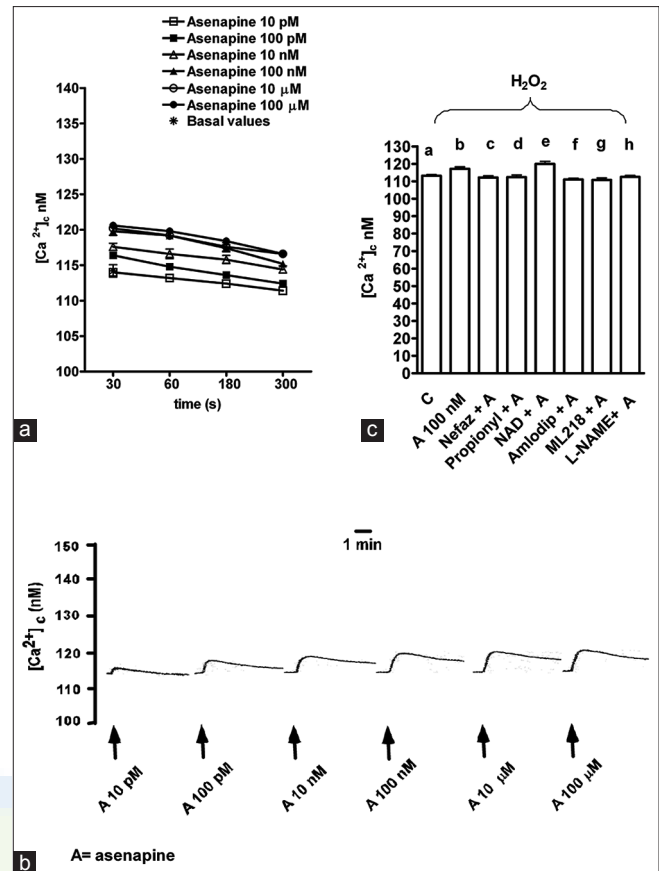 Asenapine 10 pM
Asenapine 100 pM
Asenapine 10 nM
Asenapine 100 nM
Asenapine 10 μM
Asenapine 100 μM
Basal values
140
135
130
125
120
115
110
105
100
[Ca 2+]c nM
30
60
180
300
time (s)
a
H2O2
a b c d e f g h
130
120
110
100
90
80
70
60
50
40
30
20
10
0
[Ca 2+]c nM
C
A 100 nM
Nefaz + A
Propionyl + A
NAD + A
Amlodip + A
ML218 + A
L-NAME+ A
c
1 min
150
140
130
120
110
100
[Ca2+] c (nM)
A 10 pM
A 100 pM
A 10 nM
A 100 nM
A 10 μM
A 100 μM
A= asenapine
b